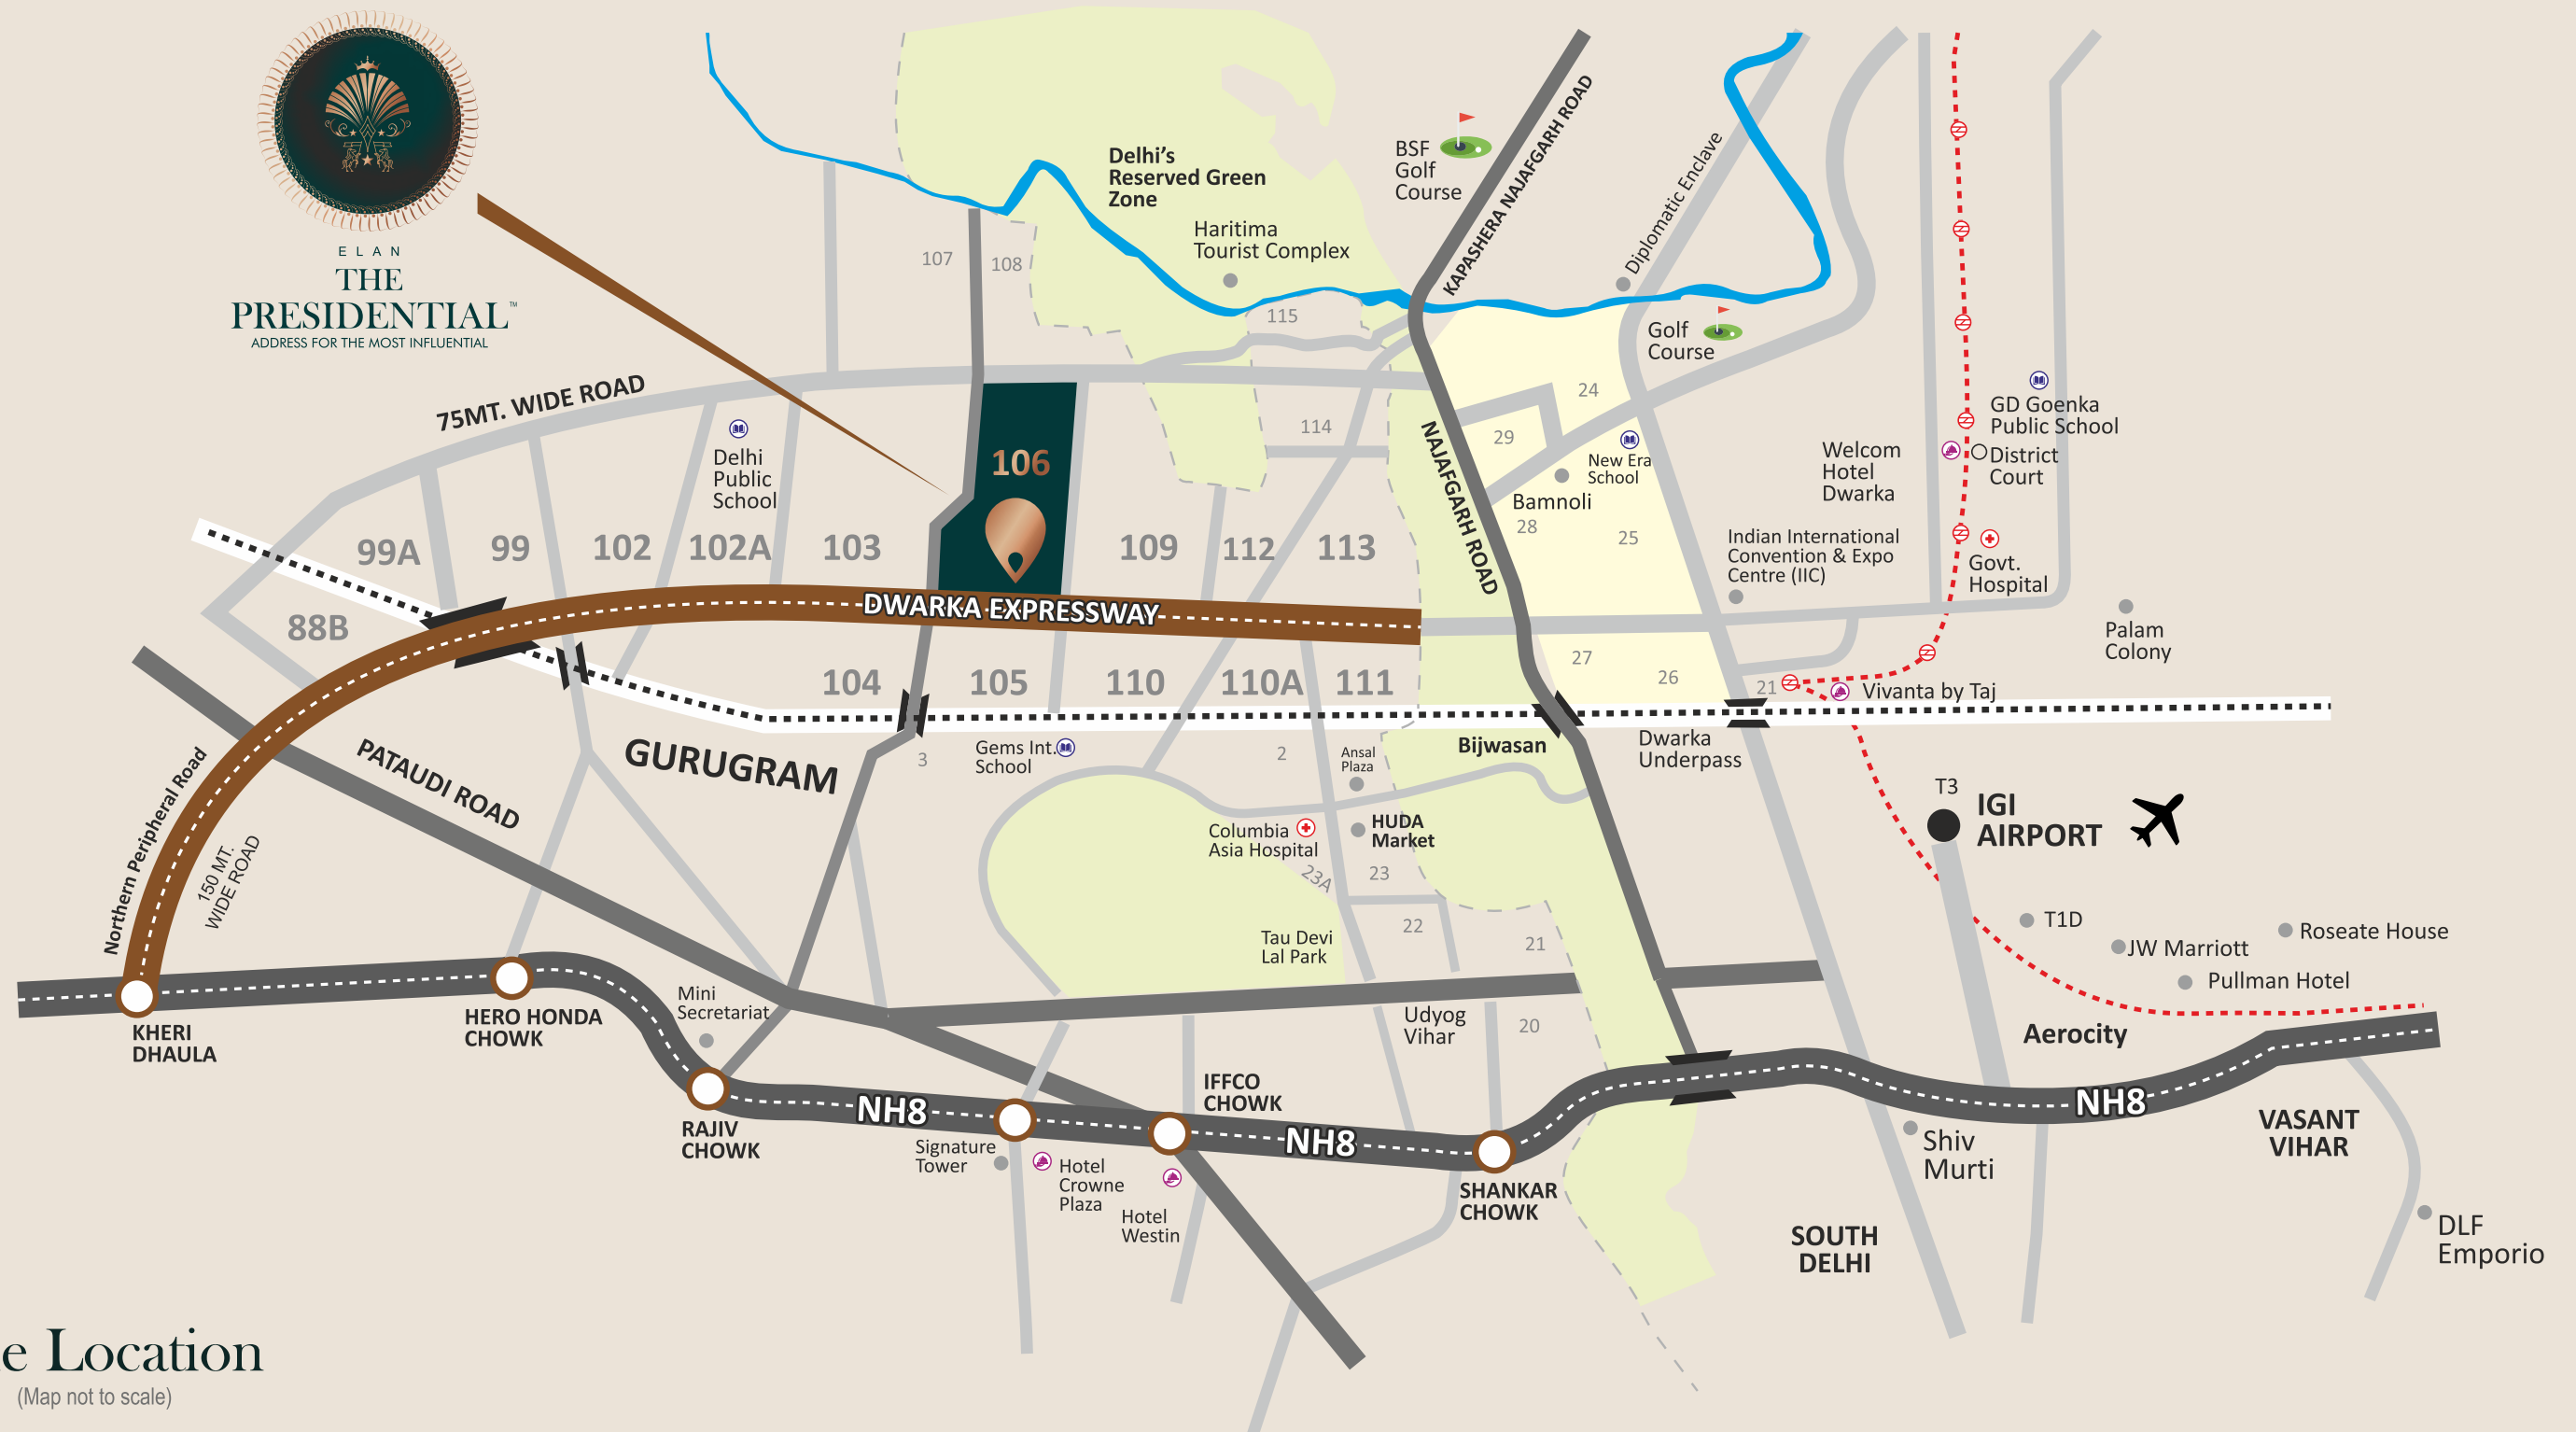 ELAN
THE
PRESIDENTIAL™
ADDRESS FOR THE MOST INFLUENTIAL
Delhi's
Reserved Green
Zone
Haritima
Tourist Complex
BSF
Golf
Course
KAPASHERA NAJAFGARH ROAD
Diplomatic Enclave
Golf
Course
107
108
115
75MT. WIDE ROAD
Delhi
Public
School
106
114
24
29
NAJAFGARH ROAD
New Era
School
Bamnoli
28
25
Welcom
Hotel
Dwarka
GD Goenka
Public School
District
Court
Indian International
Convention & Expo
Centre (IIC)
Govt.
Hospital
Palam
Colony
99A
99
102
102A
103
109
112
113
88B
DWARKA EXPRESSWAY
104
105
110
110A
111
27
26
21
Vivanta by Taj
Northern Peripheral Road
150 MT.
WIDE ROAD
PATAUDI ROAD
GURUGRAM
3
Gems Int.
School
2
Ansal
Plaza
Bijwasan
Dwarka
Underpass
T3
IGI
AIRPORT
Columbia
Asia Hospital
HUDA
Market
23A
23
22
21
Tau Devi
Lal Park
T1D
JW Marriott
Roseate House
Pullman Hotel
Aerocity
KHERI
DHAULA
HERO HONDA
CHOWK
Mini
Secretariat
Udyog
Vihar
20
RAJIV
CHOWK
NH8
IFFCO
CHOWK
NH8
NH8
Signature
Tower
Hotel
Crowne
Plaza
Hotel
Westin
SHANKAR
CHOWK
Shiv
Murti
VASANT
VIHAR
SOUTH
DELHI
DLF
Emporio
e Location
(Map not to scale)